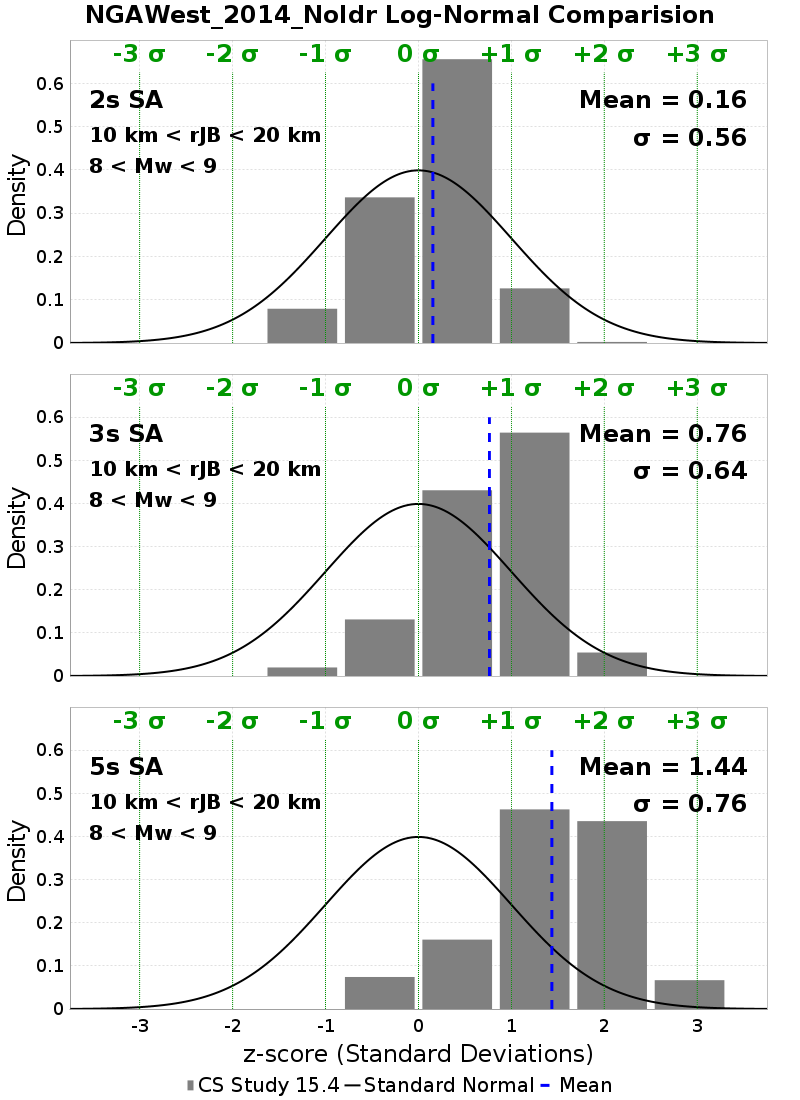 NGAWest_2014_NoIdr Log-Normal Comparision
-3 σ -2 σ -1 σ 0 σ +1 σ +2 σ +3 σ
2s SA
Mean = 0.16
10 km < rJB < 20 km
σ = 0.56
8 < Mw < 9
Density
0.6
0.5
0.4
0.3
0.2
0.1
0
-3 σ -2 σ -1 σ 0 σ +1 σ +2 σ +3 σ
3s SA
Mean = 0.76
10 km < rJB < 20 km
σ = 0.64
8 < Mw < 9
Density
0.6
0.5
0.4
0.3
0.2
0.1
0
-3 σ -2 σ -1 σ 0 σ +1 σ +2 σ +3 σ
5s SA
Mean = 1.44
10 km < rJB < 20 km
σ = 0.76
8 < Mw < 9
Density
0.6
0.5
0.4
0.3
0.2
0.1
0
-3 -2 -1 0 1 2 3
z-score (Standard Deviations)
CS Study 15.4 Standard Normal Mean